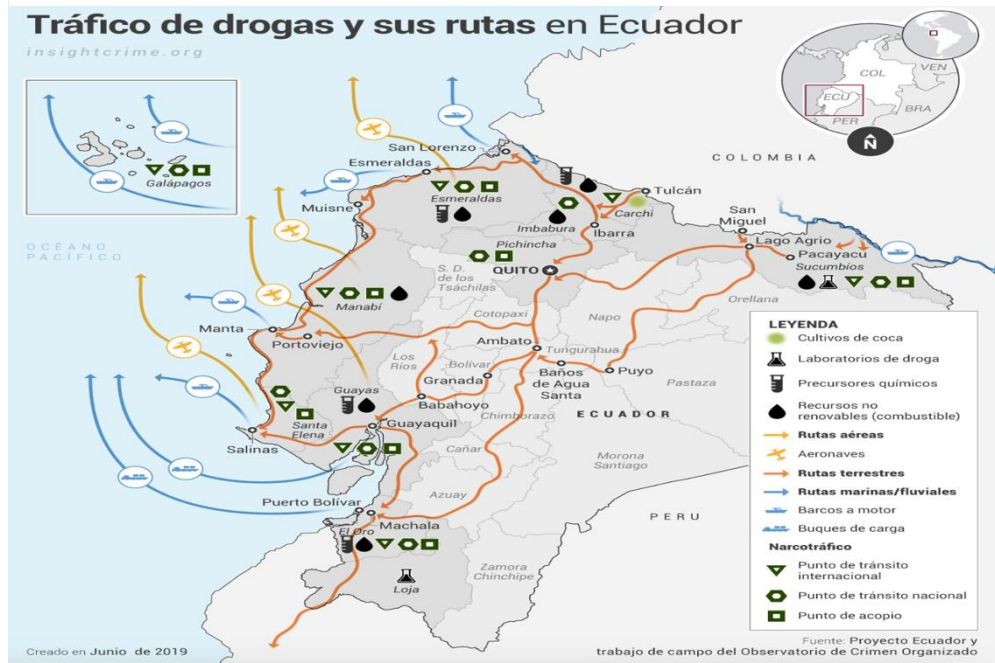 Tráfico de drogas y sus rutas en Ecuador
insightcrime.org
COL
VEN
ECU
BRA
PER
N
COLOMBIA
San Lorenzo
Esmeraldas
Esmeraldas
Galápagos
Muisne
Tulcán
Carchi
Imbabura
Ibarra
San
Miguel
Lago Agrio
Pacayacu
Sucumbíos
OCÉANO
PACÍFICO
Pichincha
QUITO
S. D.
de los
Tsáchilas
Orellana
Manabí
Cotopaxi
Napo
Manta
Portoviejo
Ambato
Tungurahua
Los
Ríos
Bolívar
Baños
de Agua
Santa
Puyo
Pastaza
Guayas
Granada
Babahoyo
Chimborazo
ECUADOR
Santa
Elena
Guayaquil
Salinas
Cañar
Morona
Santiago
Azuay
Puerto Bolívar
Machala
El Oro
PERU
Zamora
Chinchipe
Loja
LEYENDA
Cultivos de coca
Laboratorios de droga
Precursores químicos
Recursos no
renovables (combustible)
Rutas aéreas
Aeronaves
Rutas terrestres
Rutas marinas/fluviales
Barcos a motor
Buques de carga
Narcotráfico
Punto de tránsito
internacional
Punto de tránsito nacional
Punto de acopio
Creado en Junio de 2019
Fuente: Proyecto Ecuador y
trabajo de campo del Observatorio de Crimen Organizado